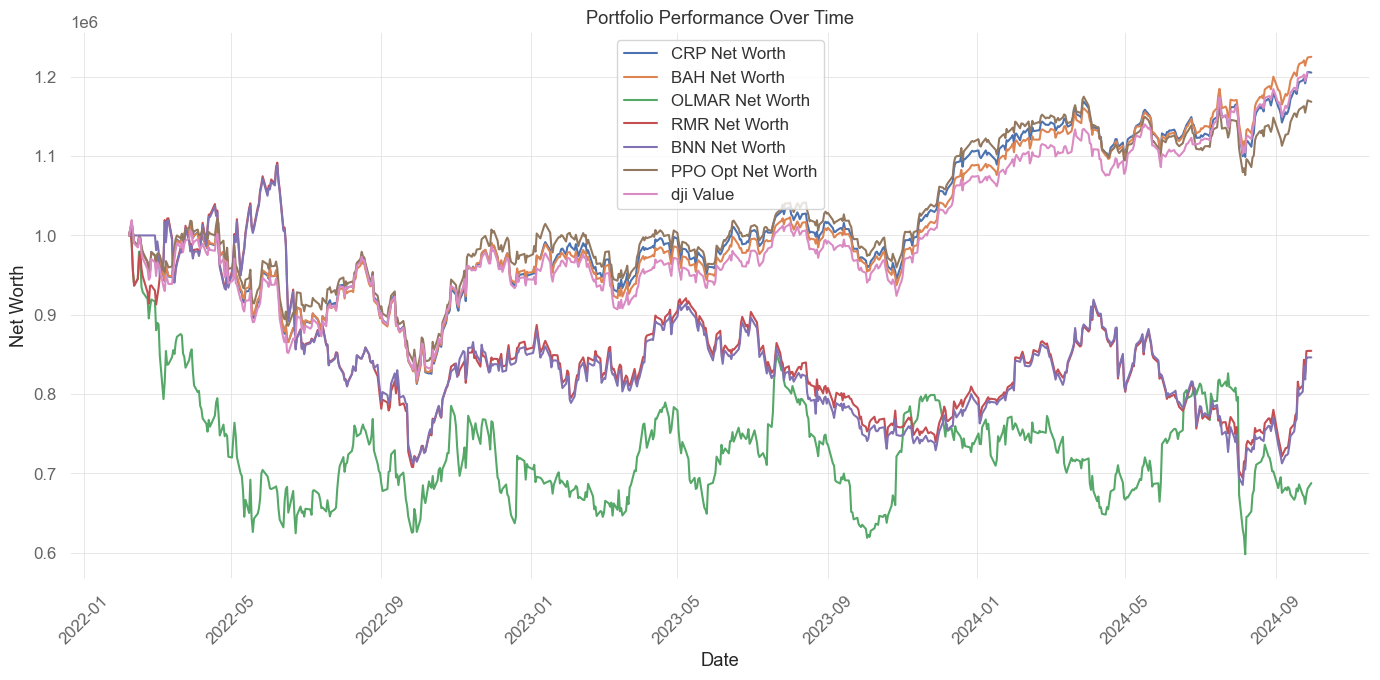 Portfolio Performance Over Time
1e6
CRP Net Worth
BAH Net Worth
OLMAR Net Worth
RMR Net Worth
BNN Net Worth
PPO Opt Net Worth
dji Value
1.2
1.1
1.0
0.9
0.8
0.7
0.6
Net Worth
2022-01
2022-05
2022-09
2023-01
2023-05
2023-09
2024-01
2024-05
2024-09
Date